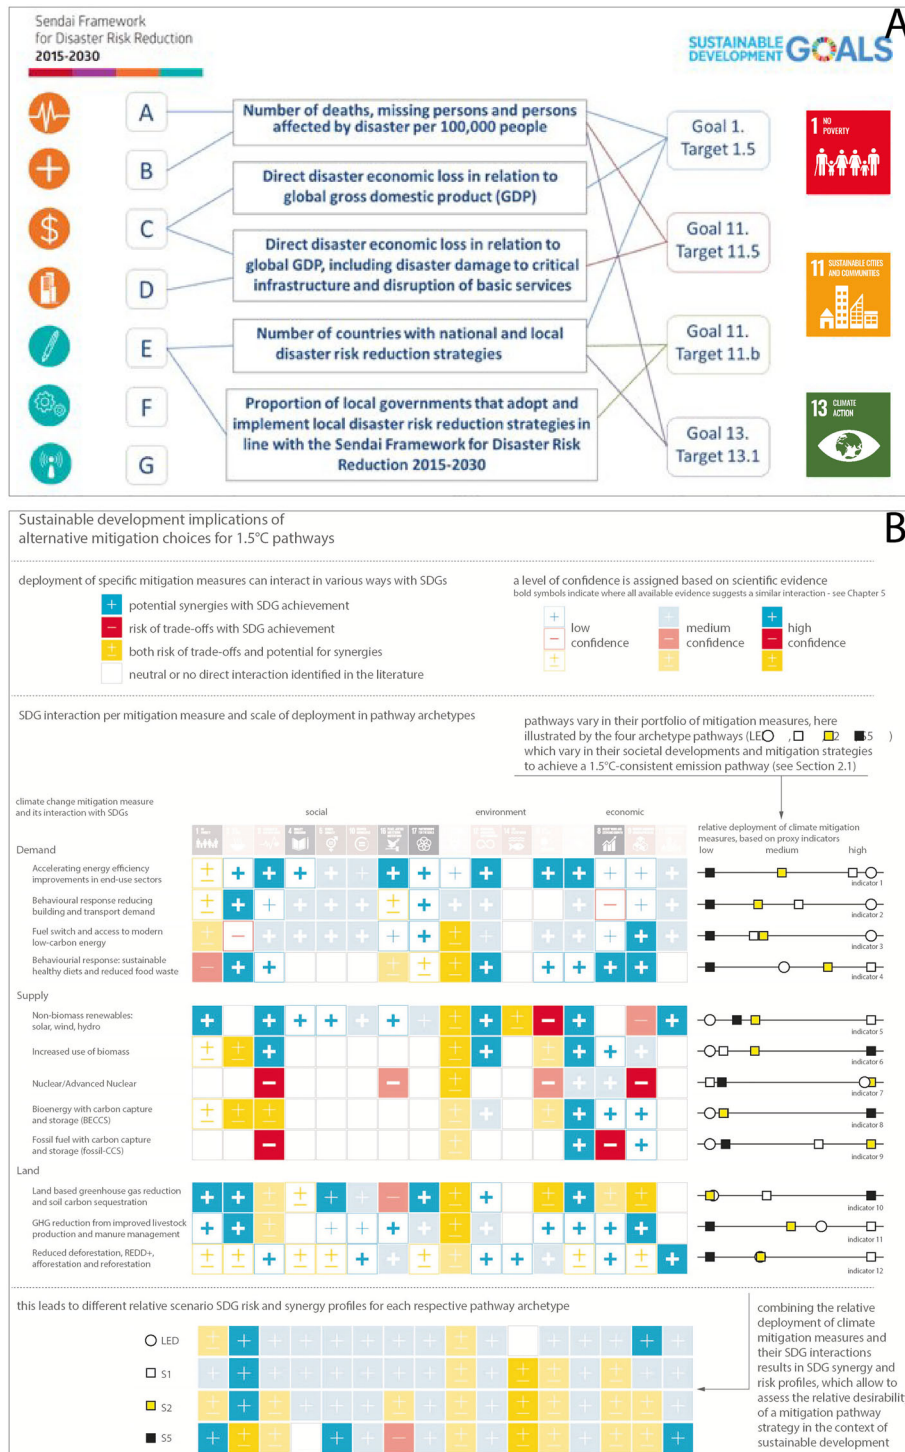 Sendai Framework
for Disaster Risk Reduction
2015-2030
A
SUSTAINABLE
DEVELOPMENT
GOALS
A
B
C
D
E
F
G
Number of deaths, missing persons and persons
affected by disaster per 100,000 people
Direct disaster economic loss in relation to
global gross domestic product (GDP)
Direct disaster economic loss in relation to
global GDP, including disaster damage to critical
infrastructure and disruption of basic services
Number of countries with national and local
disaster risk reduction strategies
Proportion of local governments that adopt and
implement local disaster risk reduction strategies in
line with the Sendai Framework for Disaster Risk
Reduction 2015-2030
Goal 1.
Target 1.5
Goal 11.
Target 11.5
Goal 11.
Target 11.b
Goal 13.
Target 13.1
1 NO
POVERTY
11 SUSTAINABLE CITIES
AND COMMUNITIES
13 CLIMATE
ACTION
B
Sustainable development implications of
alternative mitigation choices for 1.5°C pathways
deployment of specific mitigation measures can interact in various ways with SDGs
potential synergies with SDG achievement
risk of trade-offs with SDG achievement
both risk of trade-offs and potential for synergies
neutral or no direct interaction identified in the literature
a level of confidence is assigned based on scientific evidence
bold symbols indicate where all available evidence suggests a similar interaction - see Chapter 5
low
confidence
medium
confidence
high
confidence
SDG interaction per mitigation measure and scale of deployment in pathway archetypes
pathways vary in their portfolio of mitigation measures, here
illustrated by the four archetype pathways (LE , , 2 S5 )
which vary in their societal developments and mitigation strategies
to achieve a 1.5°C-consistent emission pathway (see Section 2.1)
climate change mitigation measure
and its interaction with SDGs
social
environment
economic
relative deployment of climate mitigation
measures, based on proxy indicators
low
medium
high
Demand
Accelerating energy efficiency
improvements in end-use sectors
indicator 1
Behavioural response reducing
building and transport demand
indicator 2
Fuel switch and access to modern
low-carbon energy
indicator 3
Behaviourial response: sustainable
healthy diets and reduced food waste
indicator 4
Supply
Non-biomass renewables:
solar, wind, hydro
indicator 5
Increased use of biomass
indicator 6
Nuclear/Advanced Nuclear
indicator 7
Bioenergy with carbon capture
and storage (BECCS)
indicator 8
Fossil fuel with carbon capture
and storage (fossil-CCS)
indicator 9
Land
Land based greenhouse gas reduction
and soil carbon sequestration
indicator 10
GHG reduction from improved livestock
production and manure management
indicator 11
Reduced deforestation, REDD+,
afforestation and reforestation
indicator 12
this leads to different relative scenario SDG risk and synergy profiles for each respective pathway archetype
LED
S1
S2
S5
combining the relative
deployment of climate
mitigation measures and
their SDG interactions
results in SDG synergy and
risk profiles, which allow to
assess the relative desirability
of a mitigation pathway
strategy in the context of
sustainable development